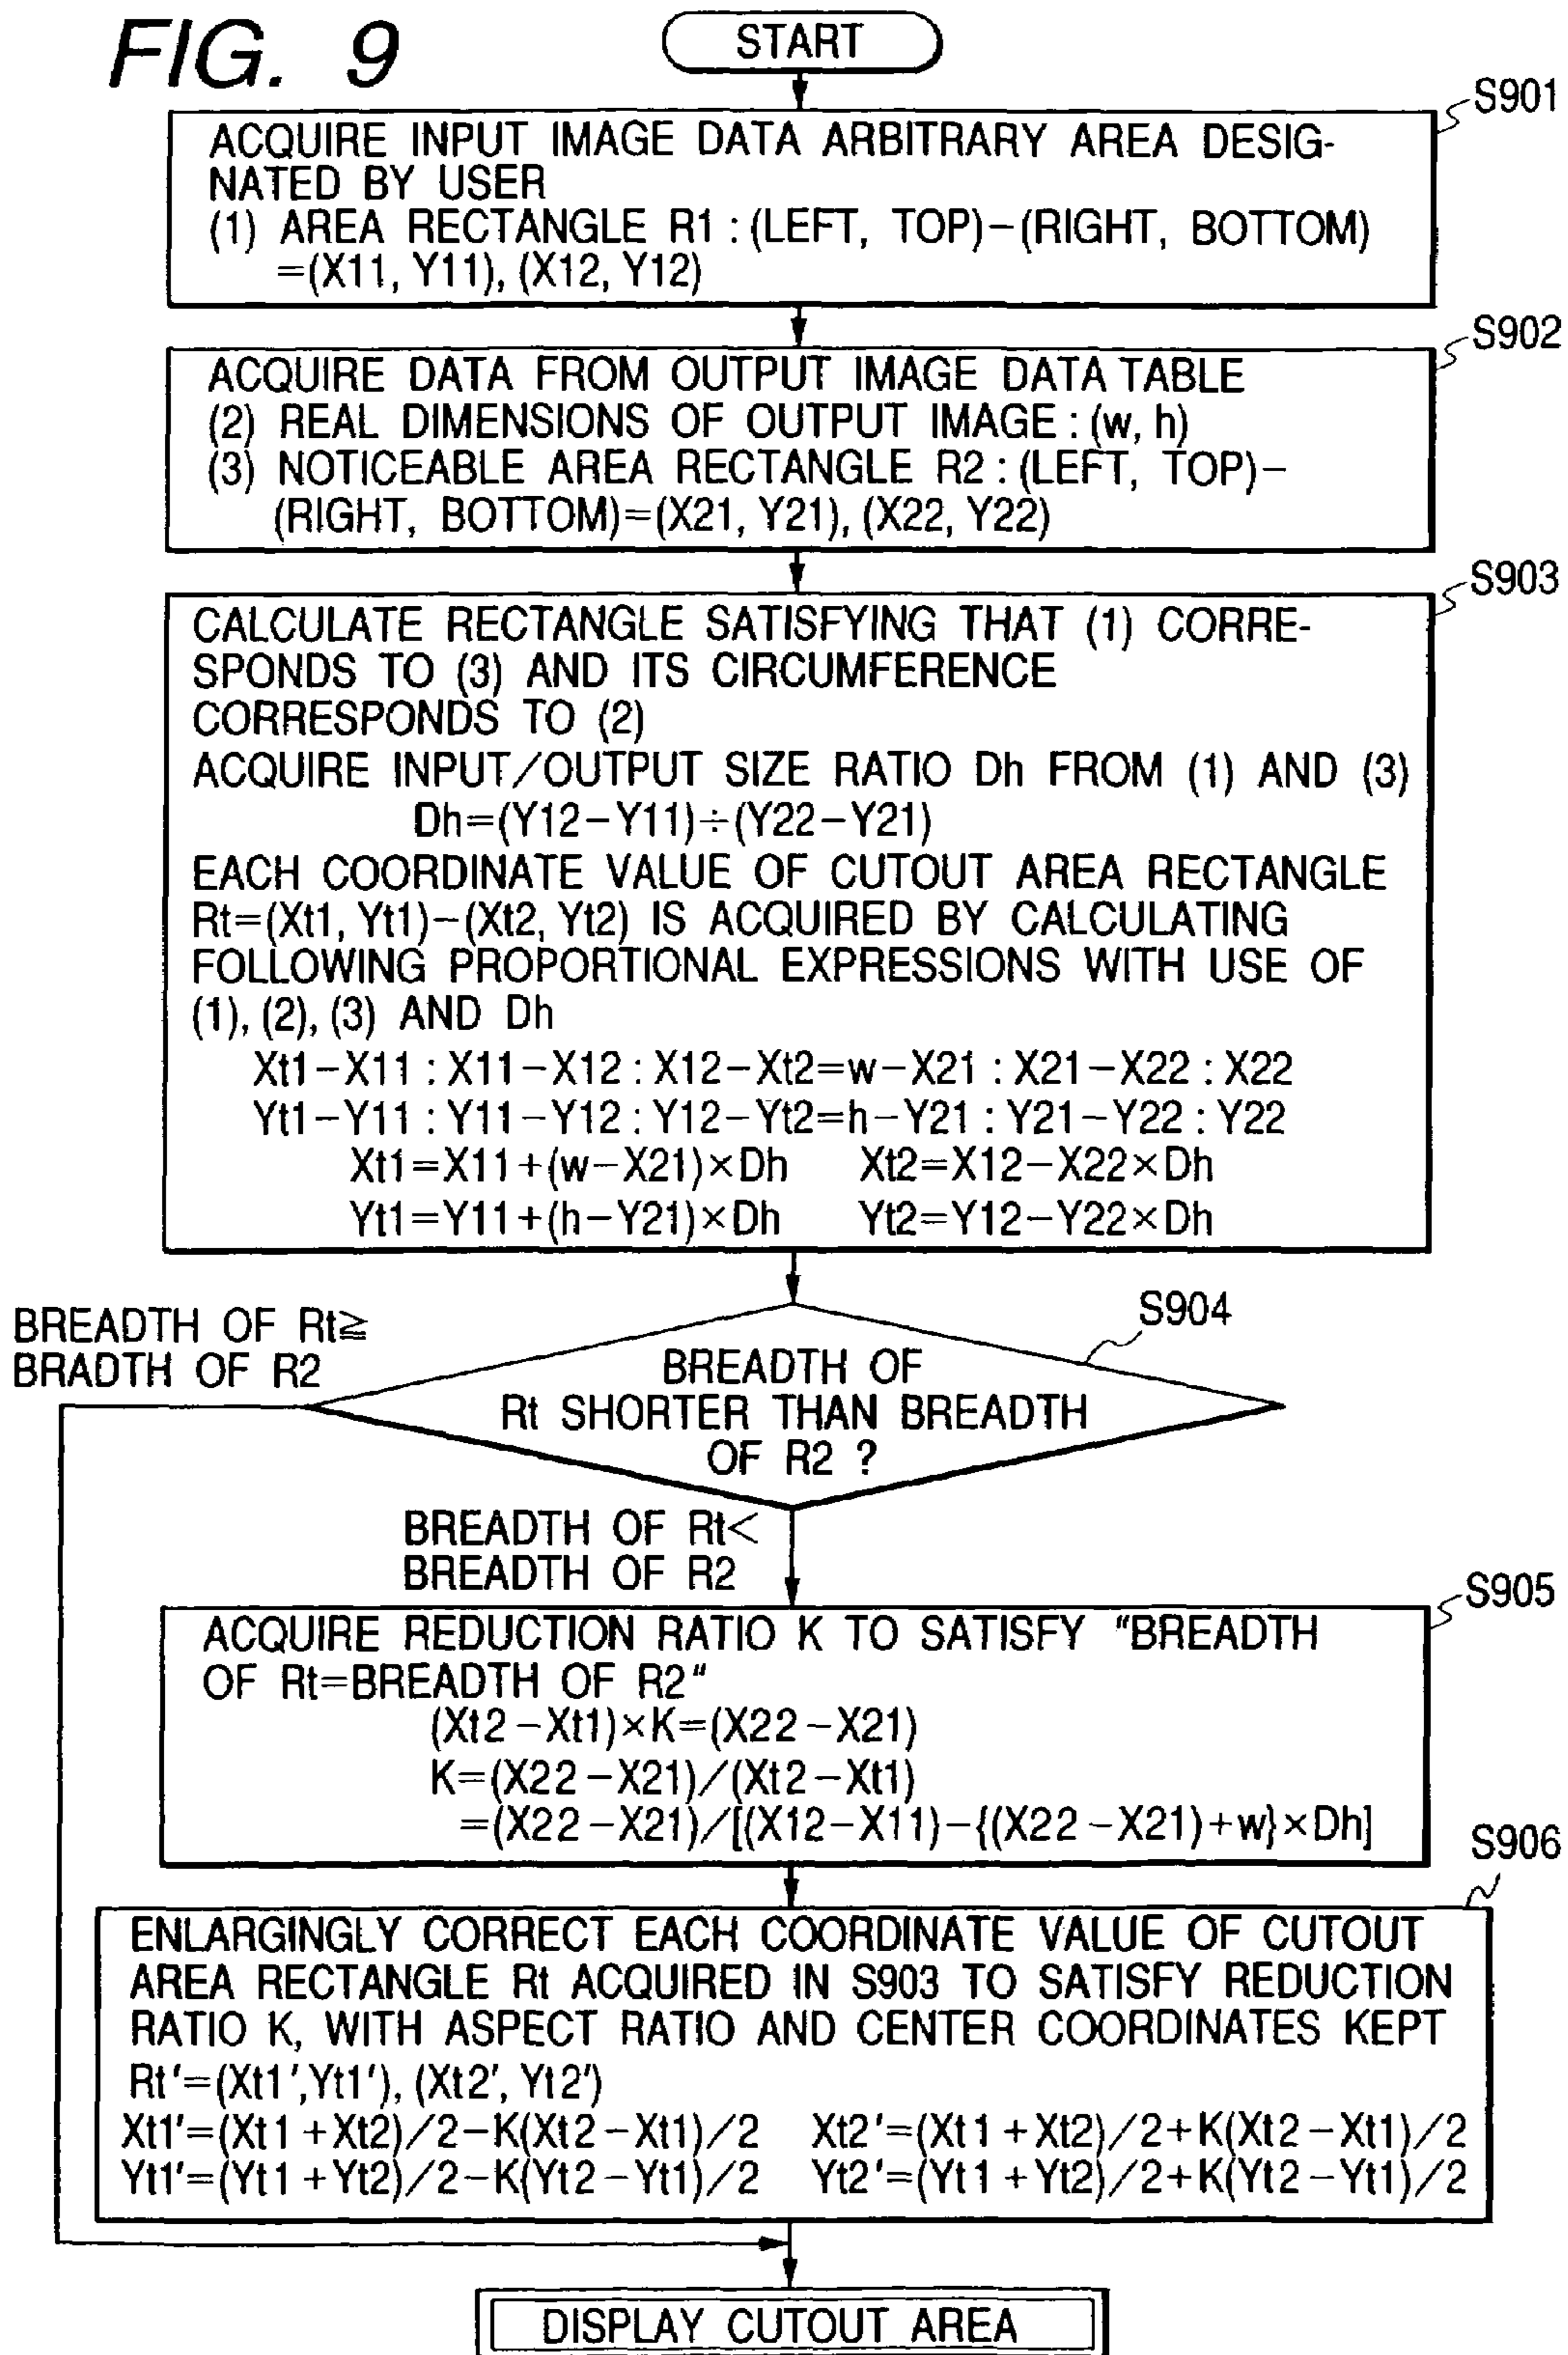 FIG. 9
START
S901
ACQUIRE INPUT IMAGE DATA ARBITRARY AREA DESIG-
NATED BY USER
(1) AREA RECTANGLE R1 : (LEFT, TOP)−(RIGHT, BOTTOM)
=(X11, Y11), (X12, Y12)
S902
ACQUIRE DATA FROM OUTPUT IMAGE DATA TABLE
(2) REAL DIMENSIONS OF OUTPUT IMAGE : (w, h)
(3) NOTICEABLE AREA RECTANGLE R2 : (LEFT, TOP)−
(RIGHT, BOTTOM)=(X21, Y21), (X22, Y22)
S903
CALCULATE RECTANGLE SATISFYING THAT (1) CORRE-
SPONDS TO (3) AND ITS CIRCUMFERENCE
CORRESPONDS TO (2)
ACQUIRE INPUT/OUTPUT SIZE RATIO Dh FROM (1) AND (3)
Dh=(Y12−Y11)÷(Y22−Y21)
EACH COORDINATE VALUE OF CUTOUT AREA RECTANGLE
Rt=(Xt1, Yt1)−(Xt2, Yt2) IS ACQUIRED BY CALCULATING
FOLLOWING PROPORTIONAL EXPRESSIONS WITH USE OF
(1), (2), (3) AND Dh
Xt1−X11 : X11−X12 : X12−Xt2=w−X21 : X21−X22 : X22
Yt1−Y11 : Y11−Y12 : Y12−Yt2=h−Y21 : Y21−Y22 : Y22
Xt1=X11+(w−X21)×Dh Xt2=X12−X22×Dh
Yt1=Y11+(h−Y21)×Dh Yt2=Y12−Y22×Dh
S904
BREADTH OF Rt≧
BRADTH OF R2
BREADTH OF
Rt SHORTER THAN BREADTH
OF R2 ?
BREADTH OF Rt<
BREADTH OF R2
S905
ACQUIRE REDUCTION RATIO K TO SATISFY "BREADTH
OF Rt=BREADTH OF R2"
(Xt2−Xt1)×K=(X22−X21)
K=(X22−X21)/(Xt2−Xt1)
=(X22−X21)/[(X12−X11)−{(X22−X21)+w}×Dh]
S906
ENLARGINGLY CORRECT EACH COORDINATE VALUE OF CUTOUT
AREA RECTANGLE Rt ACQUIRED IN S903 TO SATISFY REDUCTION
RATIO K, WITH ASPECT RATIO AND CENTER COORDINATES KEPT
Rt'=(Xt1',Yt1'), (Xt2', Yt2')
Xt1'=(Xt1+Xt2)/2−K(Xt2−Xt1)/2 Xt2'=(Xt1+Xt2)/2+K(Xt2−Xt1)/2
Yt1'=(Yt1+Yt2)/2−K(Yt2−Yt1)/2 Yt2'=(Yt1+Yt2)/2+K(Yt2−Yt1)/2
DISPLAY CUTOUT AREA